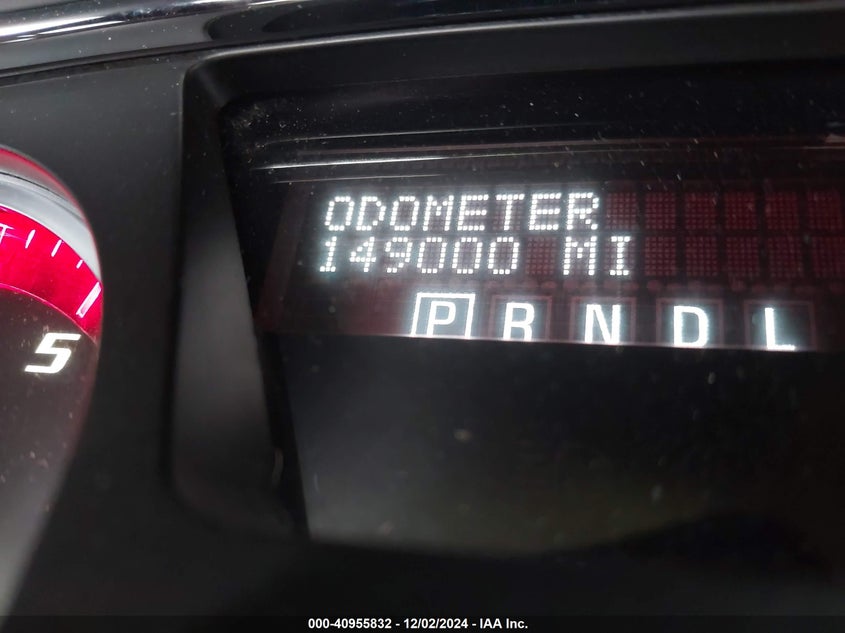 ODOMETER
149000 MI
P R N D L
5
000-40955832 - 12/02/2024 - IAA Inc.